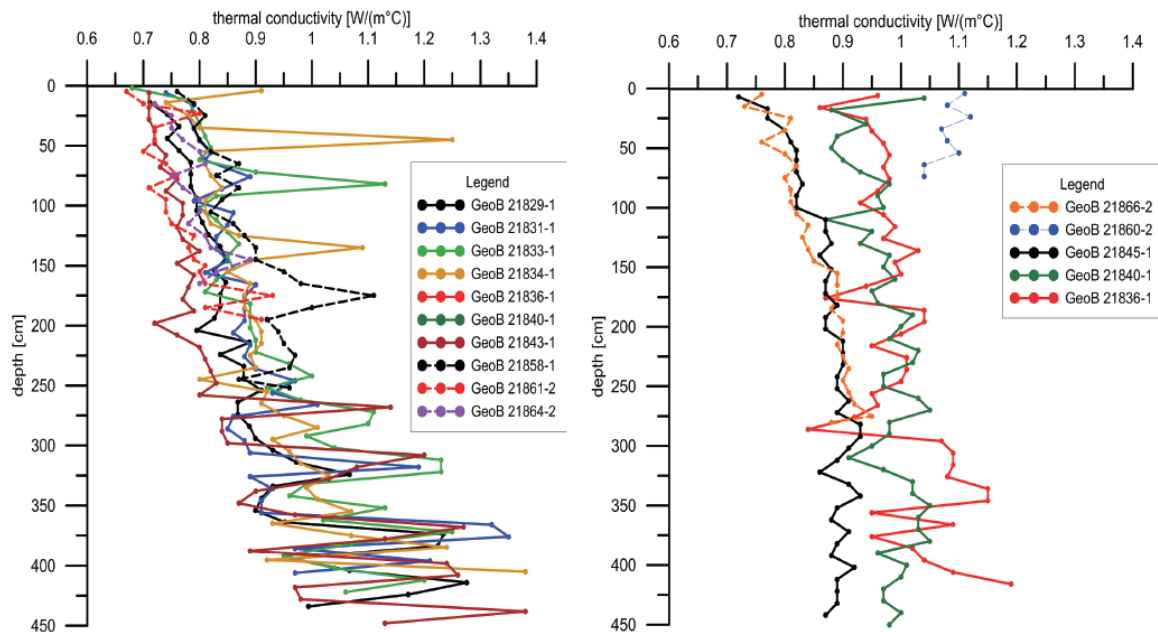 thermal conductivity [W/(m°C)]
0.6 0.7 0.8 0.9 1 1.1 1.2 1.3 1.4
0
50
100
150
200
250
300
350
400
450
depth [cm]
Legend
GeoB 21829-1
GeoB 21831-1
GeoB 21833-1
GeoB 21834-1
GeoB 21836-1
GeoB 21840-1
GeoB 21843-1
GeoB 21858-1
GeoB 21861-2
GeoB 21864-2
thermal conductivity [W/(m°C)]
0.6 0.7 0.8 0.9 1 1.1 1.2 1.3 1.4
0
50
100
150
200
250
300
350
400
450
depth [cm]
Legend
GeoB 21866-2
GeoB 21860-2
GeoB 21845-1
GeoB 21840-1
GeoB 21836-1